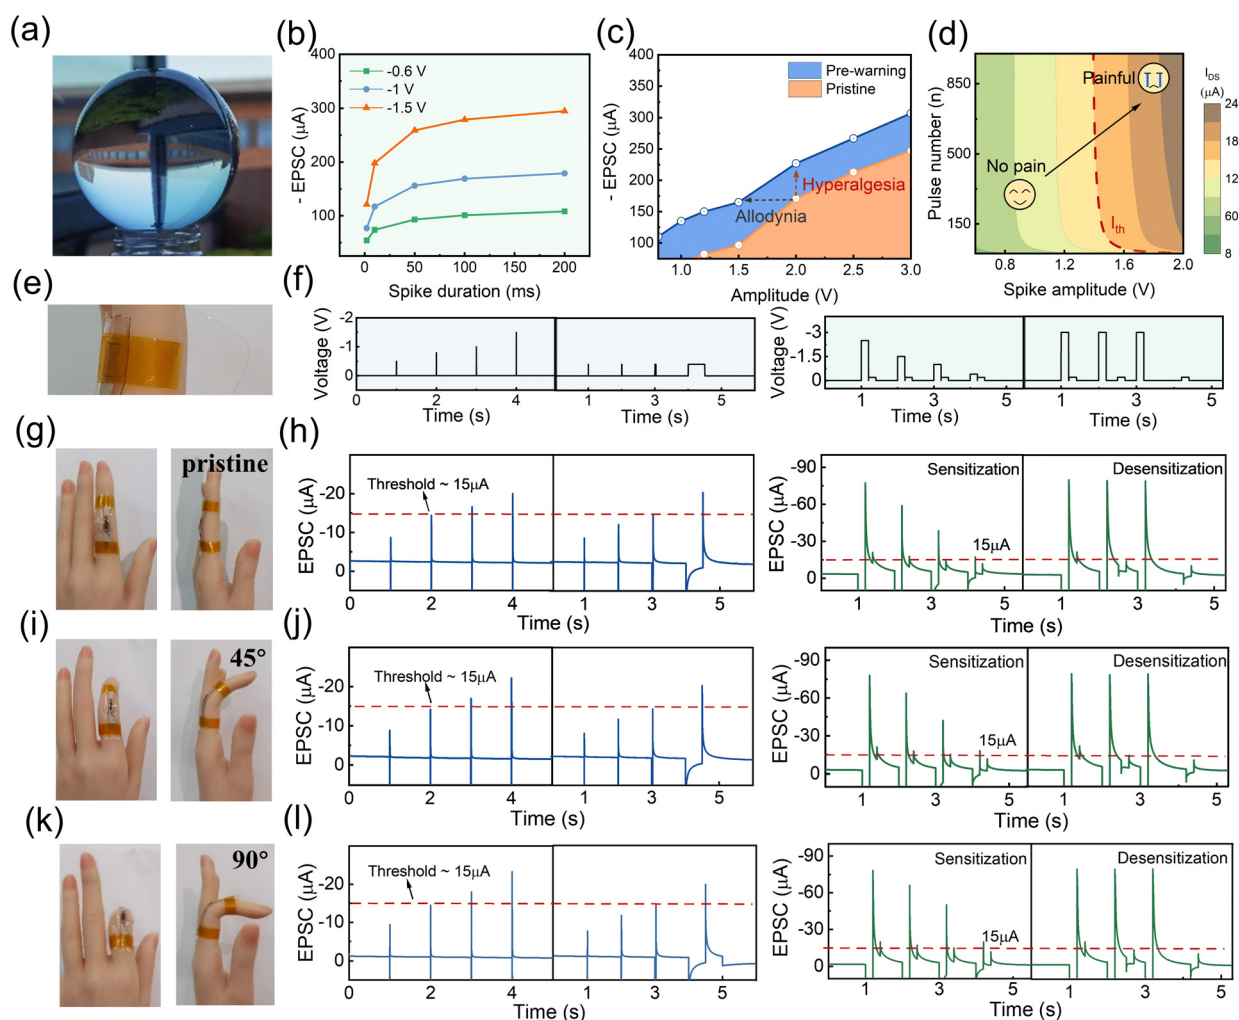 (a)
(b)
- EPSC (μA)
400
300
200
100
-0.6 V
-1 V
-1.5 V
0
50
100
150
200
Spike duration (ms)
(c)
- EPSC (μA)
400
350
300
250
200
150
100
Pre-warning
Pristine
Hyperalgesia
Allodynia
1.0
1.5
2.0
2.5
3.0
Amplitude (V)
(d)
Pulse number (n)
850
500
150
Painful
No pain
Ith
0.8
1.2
1.6
2.0
Spike amplitude (V)
IDS
(μA)
24
18
12
60
8
(e)
(f)
Voltage (V)
-2
-1
0
2
4
1
3
5
Time (s)
Time (s)
Voltage (V)
-3
-1.5
0
1
3
5
1
3
5
Time (s)
Time (s)
(g)
pristine
(h)
EPSC (μA)
-20
-10
0
Threshold ~ 15μA
0
2
4
1
3
5
Time (s)
Time (s)
EPSC (μA)
-90
-60
-30
0
Sensitization
Desensitization
15μA
1
3
5
1
3
5
Time (s)
Time (s)
(i)
45°
(j)
EPSC (μA)
-20
-10
0
Threshold ~ 15μA
0
2
4
1
3
5
Time (s)
EPSC (μA)
-90
-60
-30
0
Sensitization
Desensitization
15μA
1
3
5
1
3
5
Time (s)
(k)
90°
(l)
EPSC (μA)
-20
-10
0
Threshold ~ 15μA
0
2
4
1
3
5
Time (s)
EPSC (μA)
-90
-60
-30
0
Sensitization
Desensitization
15μA
1
3
5
1
3
5
Time (s)